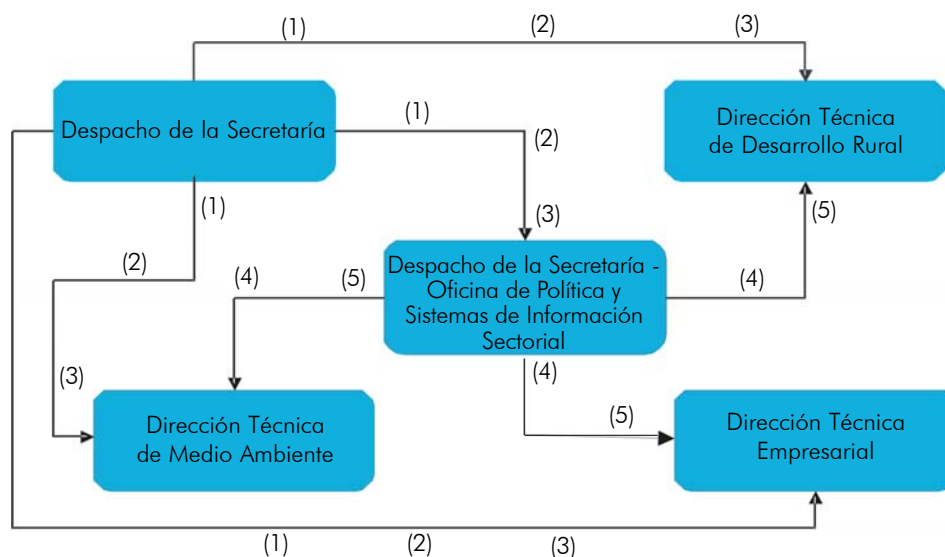 (1) (2) (3)
Despacho de la Secretaría
(1)
(2)
(3)
Dirección Técnica
de Desarrollo Rural
(1)
(2)
(3)
(5)
(4) (5)
Despacho de la Secretaría -
Oficina de Política y
Sistemas de Información
Sectorial
(4)
(4)
(5)
Dirección Técnica
de Medio Ambiente
Dirección Técnica
Empresarial
(1) (2) (3)